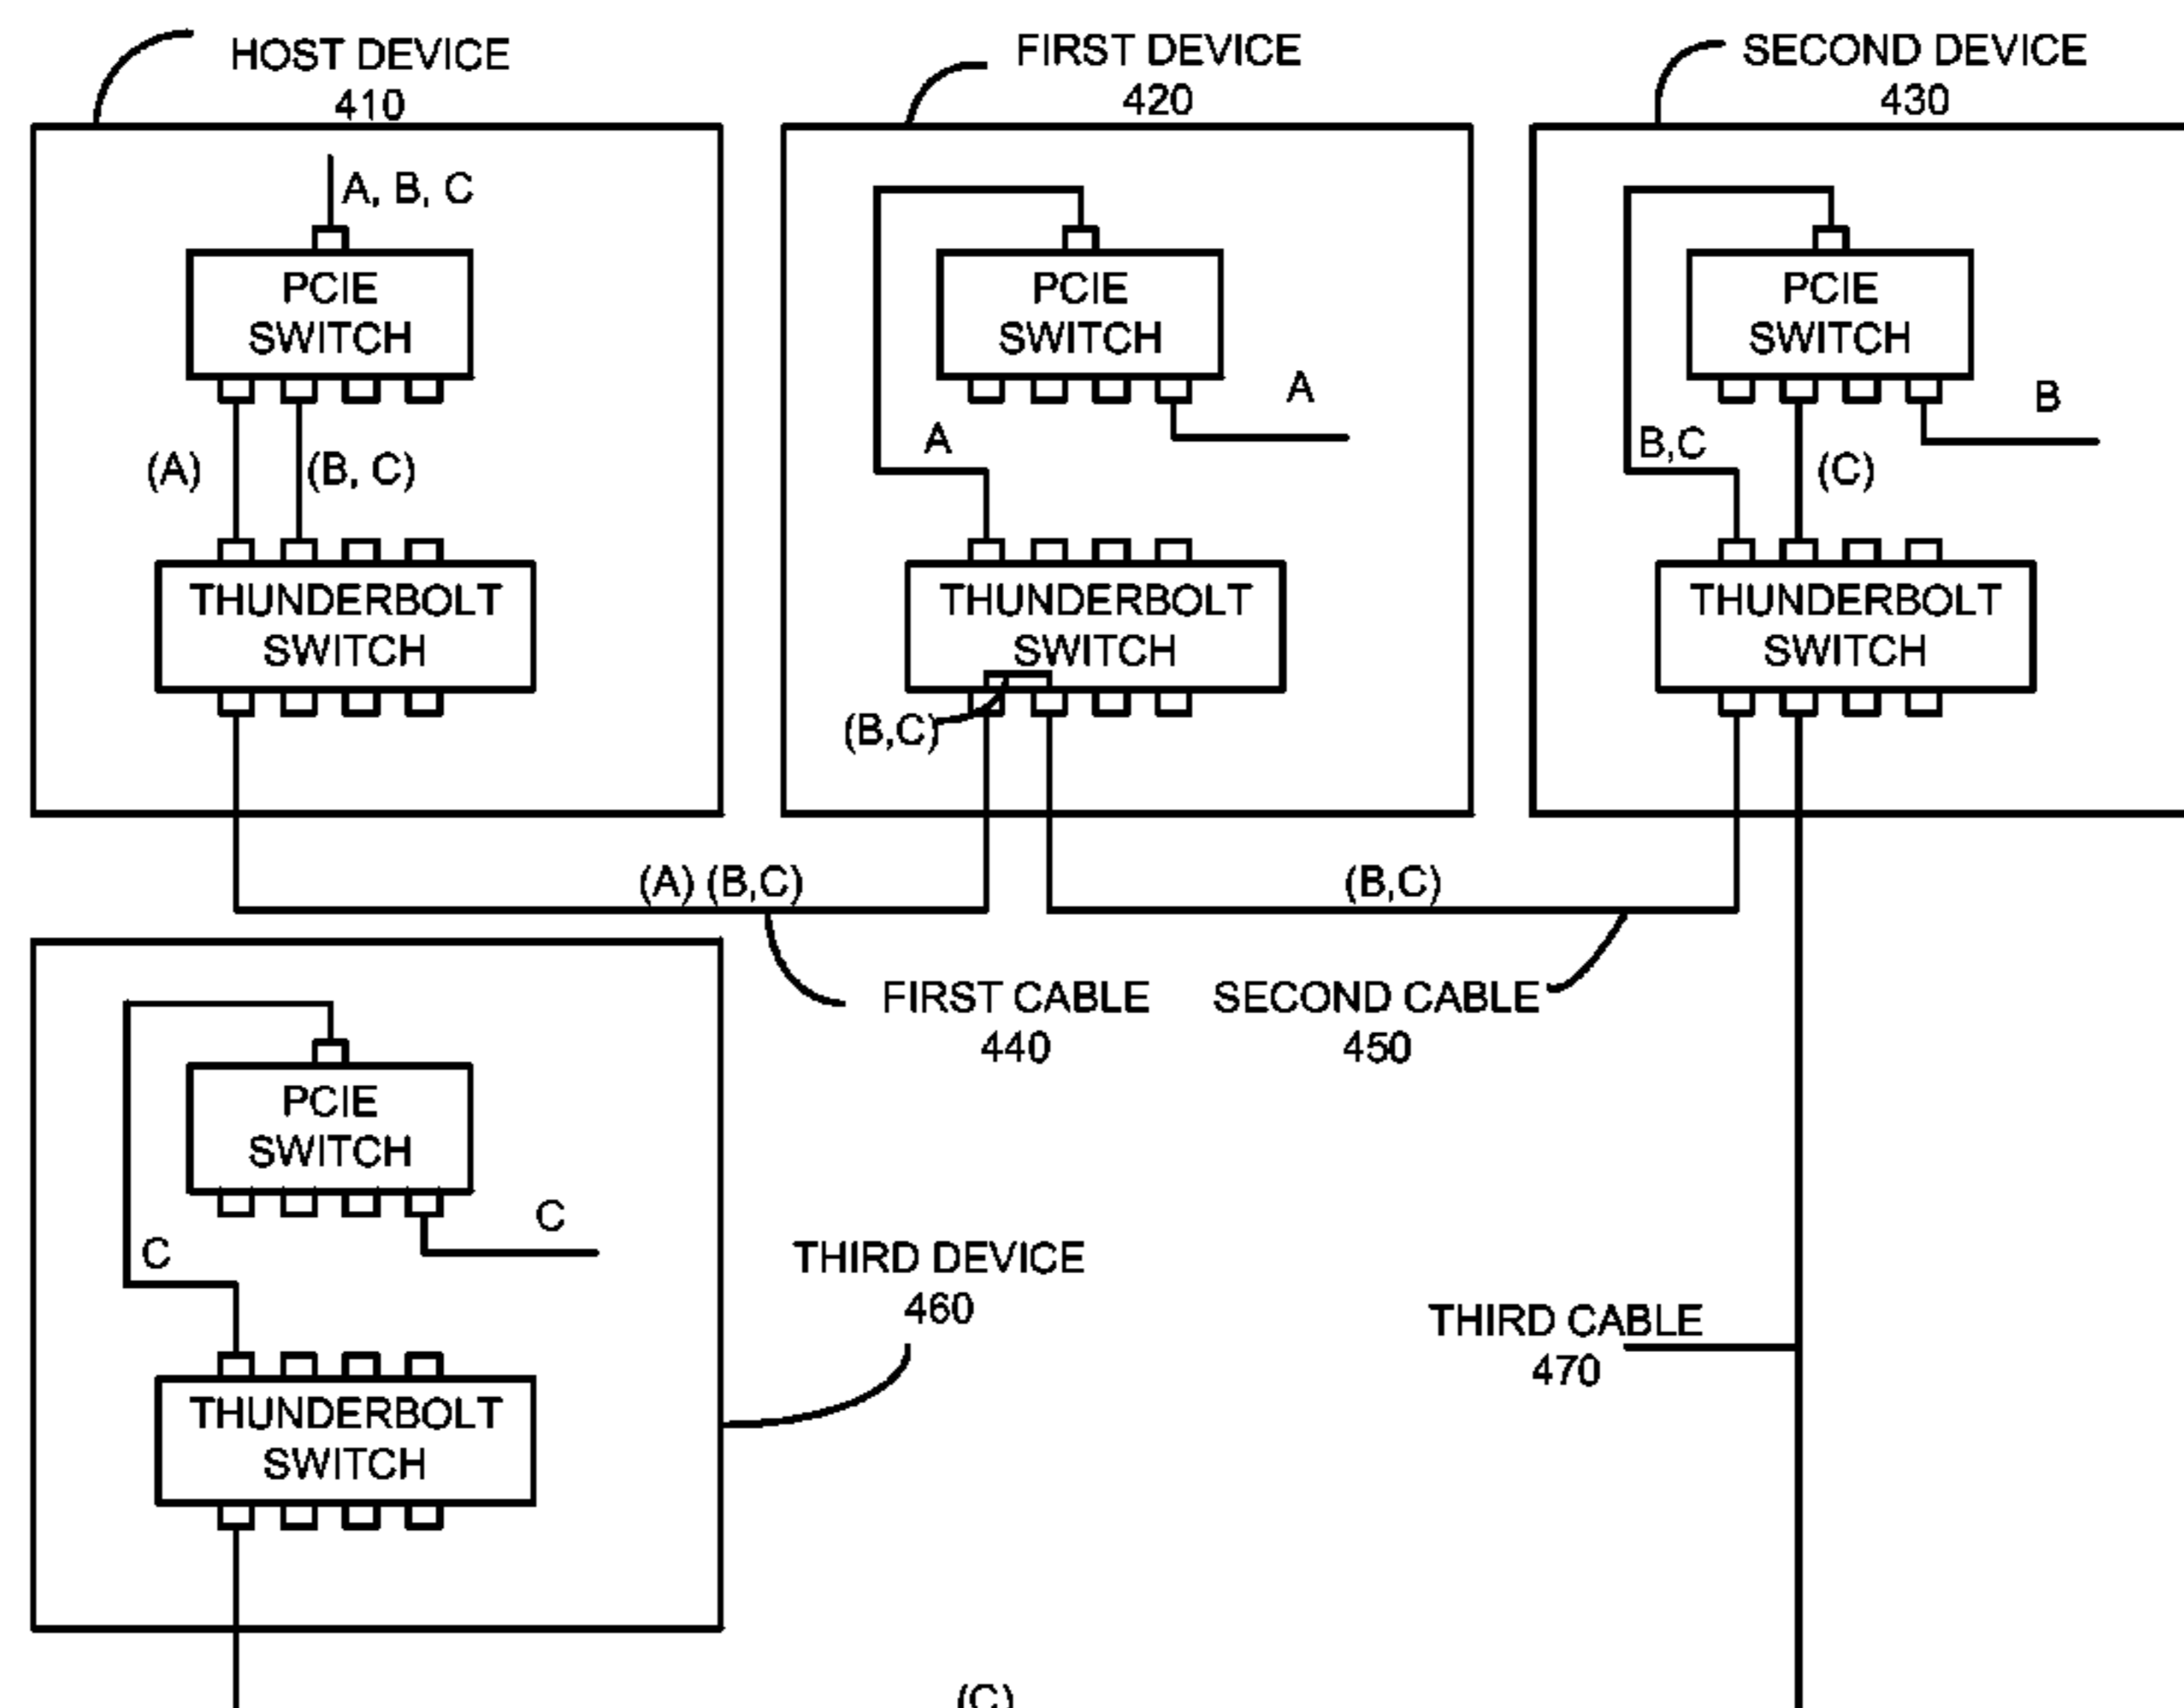 HOST DEVICE
410
FIRST DEVICE
420
SECOND DEVICE
430
A, B, C
PCIE
SWITCH
(A)
(B, C)
THUNDERBOLT
SWITCH
PCIE
SWITCH
A
A
THUNDERBOLT
SWITCH
(B,C)
PCIE
SWITCH
B
B,C
(C)
THUNDERBOLT
SWITCH
(A) (B,C)
(B,C)
FIRST CABLE
440
SECOND CABLE
450
PCIE
SWITCH
C
C
THUNDERBOLT
SWITCH
THIRD DEVICE
460
THIRD CABLE
470
(C)